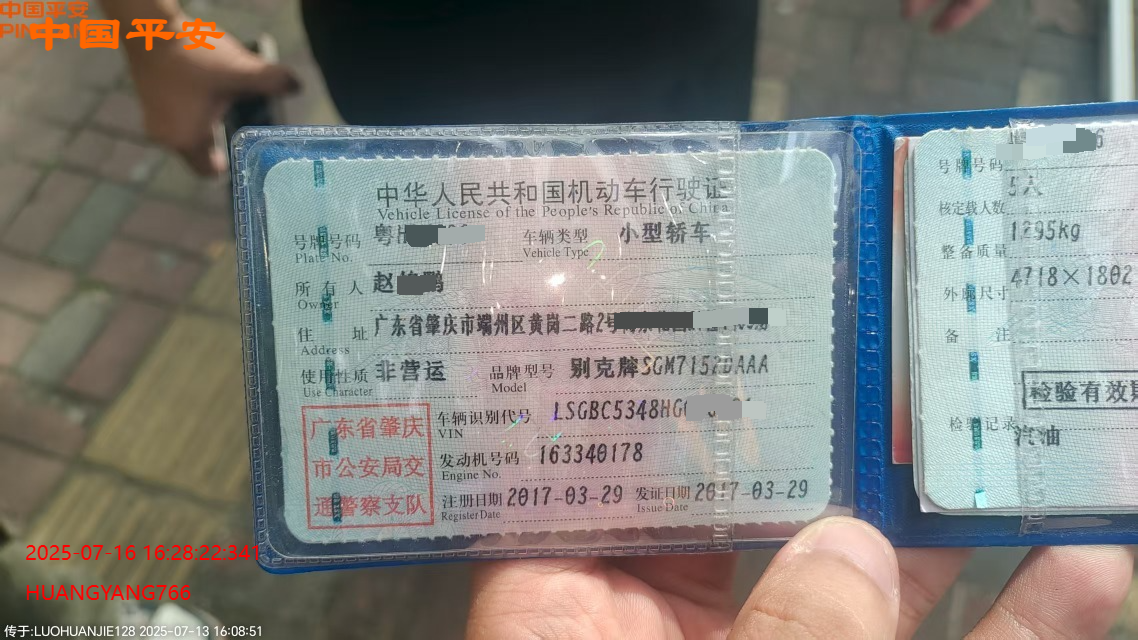 中国平安
中国平安
中华人民共和国机动车行驶证
Vehicle License of the People's Republic of China
号牌号码
Plate No.
粤
车辆类型
Vehicle Type
小型轿车
所有人
Owner
赵
鹏
住址
Address
广东省肇庆市端州区黄岗二路2号
使用性质
Use Character
非营运
品牌型号
Model
别克牌SGM7152DAAA
广东省肇庆
市公安局交
通警察支队
车辆识别代号
VIN
LSGBC5348HG
发动机号码
Engine No.
163340178
注册日期
Register Date
2017-03-29
发证日期
Issue Date
2017-03-29
号牌号码
核定载人数
5人
整备质量
1295kg
外廓尺寸
4718×1802
备注
检验有效期
检验记录
汽油
2025-07-16 16:28:22:341
HUANGYANG766
传于:LUOHUANJIE128 2025-07-13 16:08:51